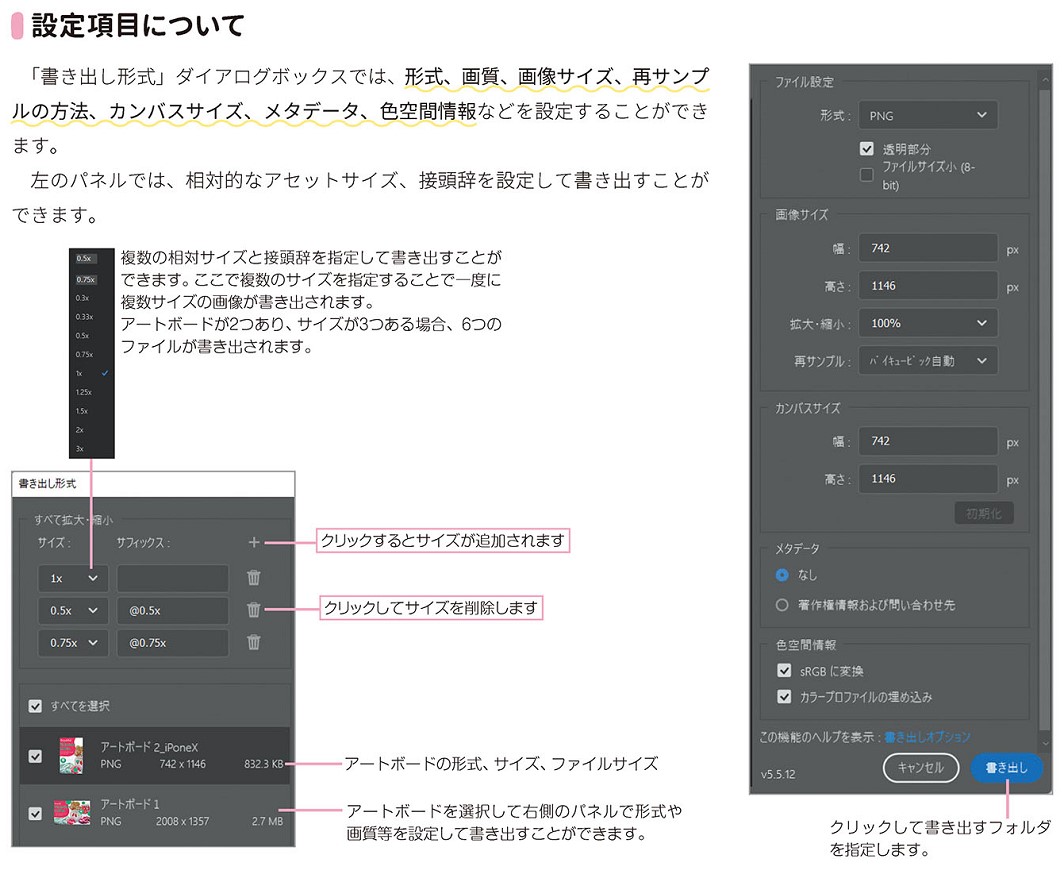 設定項目について
「書き出し形式」ダイアログボックスでは、形式、画質、画像サイズ、再サンプ
ルの方法、カンバスサイズ、メタデータ、色空間情報などを設定することができ
ます。
左のパネルでは、相対的なアセットサイズ、接頭辞を設定して書き出すことが
できます。
0.5x
0.75x
0.3x
0.33x
0.5x
0.75x
1x
1.25x
1.5x
2x
3x
複数の相対サイズと接頭辞を指定して書き出すことが
できます。ここで複数のサイズを指定することで一度に
複数サイズの画像が書き出されます。
アートボードが2つあり、サイズが3つある場合、6つの
ファイルが書き出されます。
書き出し形式
すべて拡大・縮小
サイズ： サフィックス： +
1x
0.5x @0.5x
0.75x @0.75x
クリックするとサイズが追加されます
クリックしてサイズを削除します
すべてを選択
アートボード 2_iPoneX
PNG 742 x 1146 832.3 KB
アートボード 1
PNG 2008 x 1357 2.7 MB
アートボードの形式、サイズ、ファイルサイズ
アートボードを選択して右側のパネルで形式や
画質等を設定して書き出すことができます。
ファイル設定
形式： PNG
透明部分
ファイルサイズ小 (8-
bit)
画像サイズ
幅： 742 px
高さ： 1146 px
拡大・縮小： 100%
再サンプル： バイキュービック自動
カンバスサイズ
幅： 742 px
高さ： 1146 px
初期化
メタデータ
なし
著作権情報および問い合わせ先
色空間情報
sRGB に変換
カラープロファイルの埋め込み
この機能のヘルプを表示：書き出しオプション
v5.5.12 キャンセル 書き出し
クリックして書き出すフォルダ
を指定します。